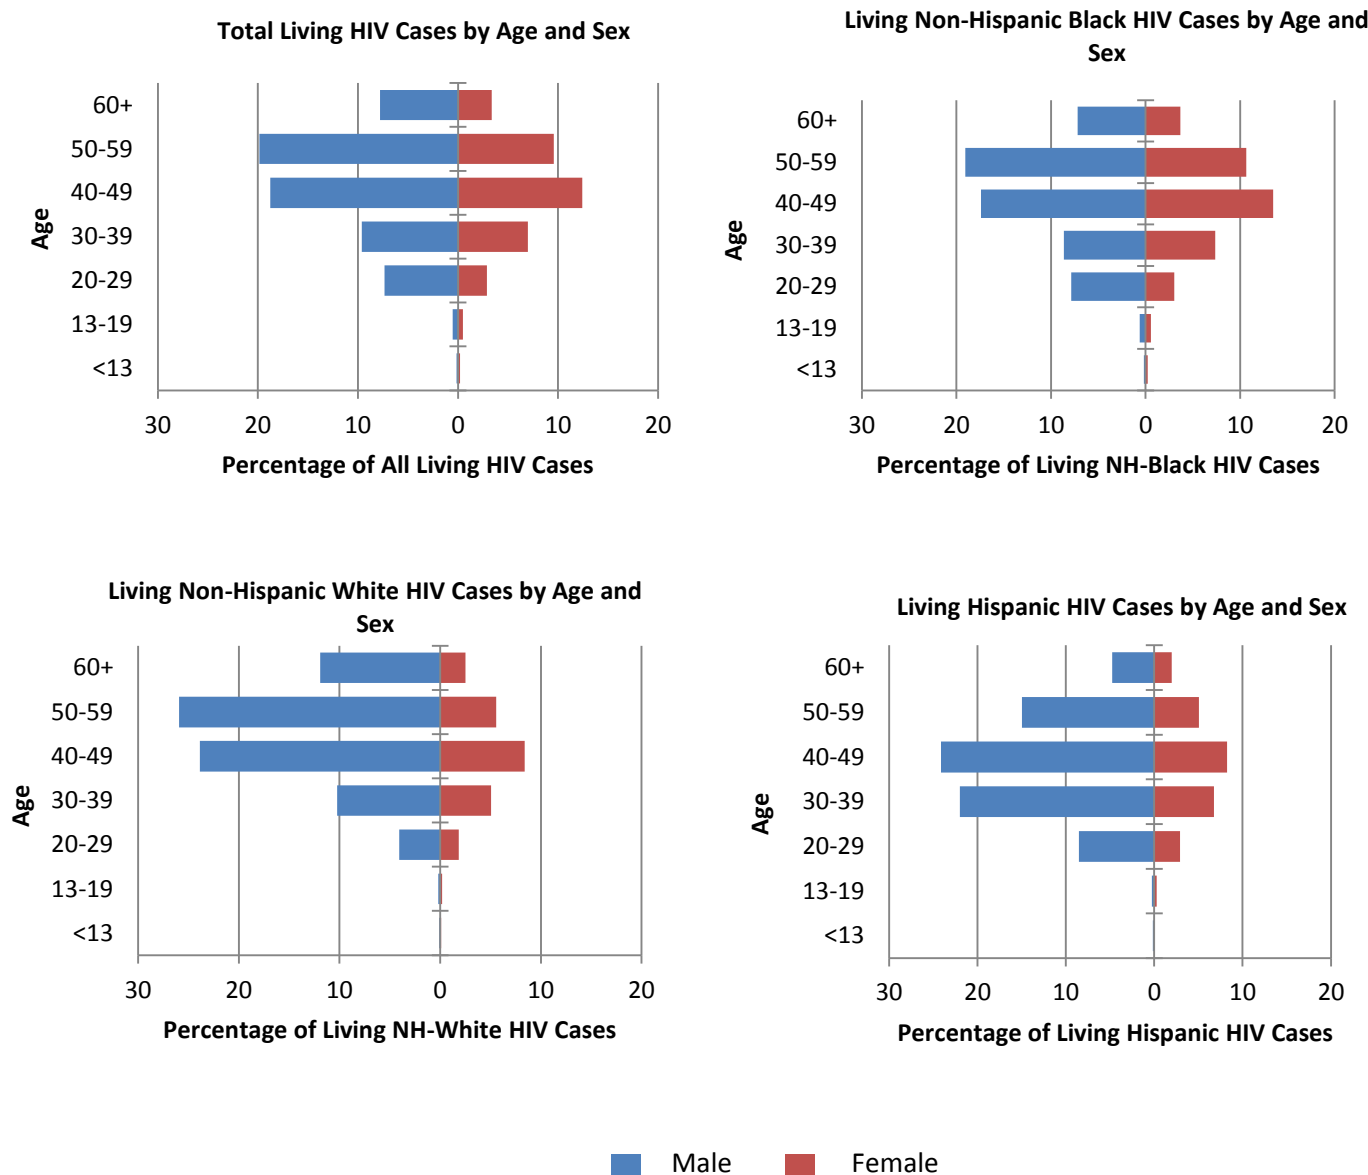 Total Living HIV Cases by Age and Sex
60+
50-59
40-49
30-39
20-29
13-19
<13
Age
30 20 10 0 10 20
Percentage of All Living HIV Cases
Living Non-Hispanic Black HIV Cases by Age and
Sex
60+
50-59
40-49
30-39
20-29
13-19
<13
Age
30 20 10 0 10 20
Percentage of Living NH-Black HIV Cases
Living Non-Hispanic White HIV Cases by Age and
Sex
60+
50-59
40-49
30-39
20-29
13-19
<13
Age
30 20 10 0 10 20
Percentage of Living NH-White HIV Cases
Living Hispanic HIV Cases by Age and Sex
60+
50-59
40-49
30-39
20-29
13-19
<13
Age
30 20 10 0 10 20
Percentage of Living Hispanic HIV Cases
Male Female